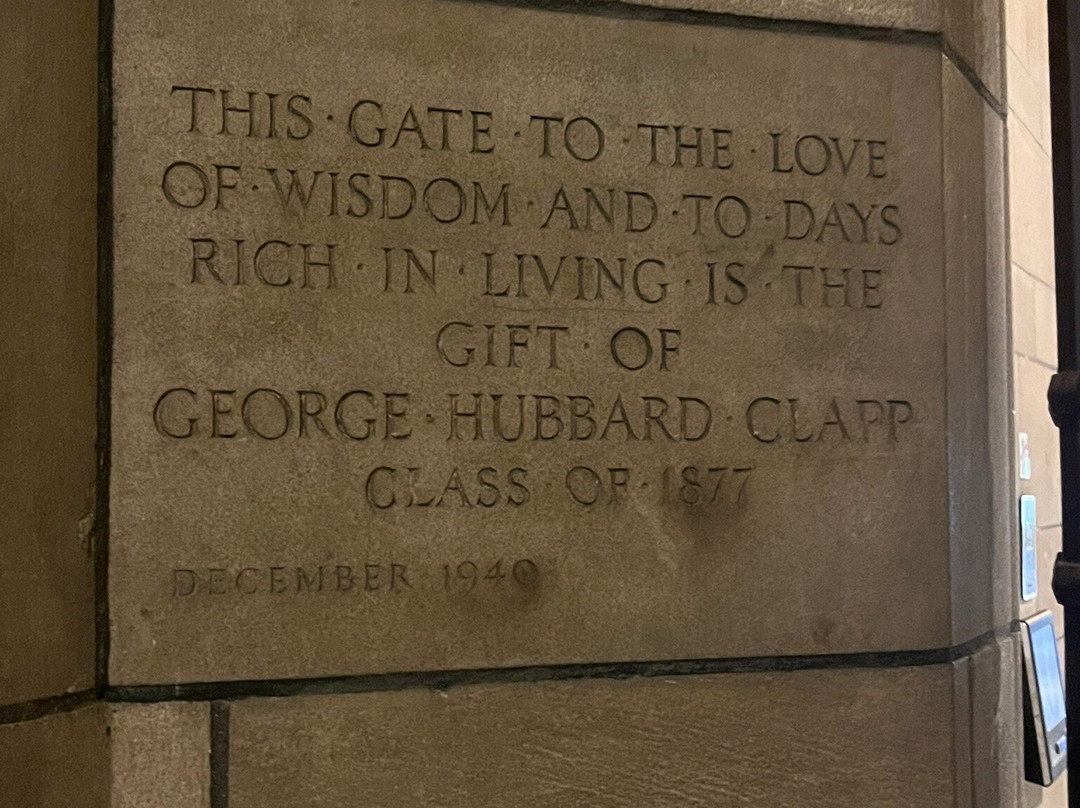 THIS · GATE · TO · THE · LOVE
OF · WISDOM · AND · TO · DAYS
RICH · IN · LIVING · IS · THE
GIFT · OF
GEORGE · HUBBARD · CLAPP
CLASS · OF · 1877
DECEMBER 1940